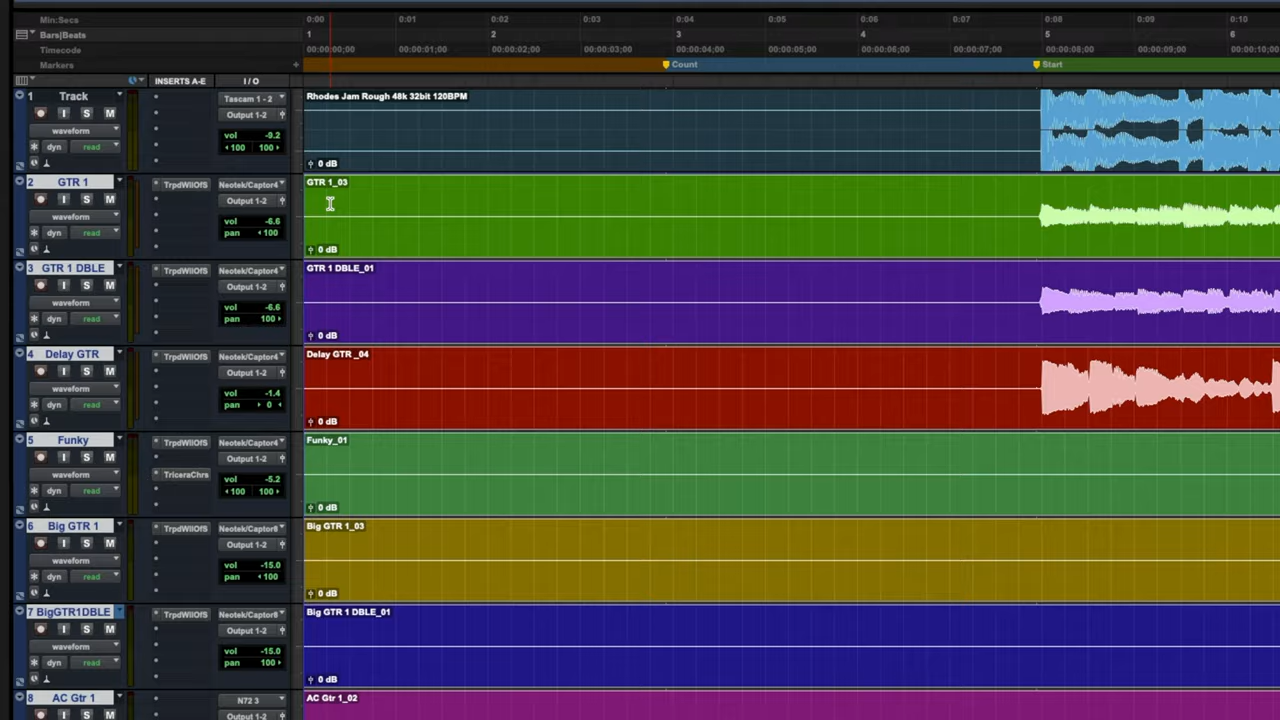 Min:Secs 0:00 0:01 0:02 0:03 0:04 0:05 0:06 0:07 0:08 0:09 0:10
Bars|Beats 1 2 3 4 5 6
Timecode 00:00:00;00 00:00:01;00 00:00:02;00 00:00:03;00 00:00:04;00 00:00:05;00 00:00:06;00 00:00:07;00 00:00:08;00 00:00:09;00 00:00:10;00
Markers + Count Start
INSERTS A-E I / O
1 Track Tascam 1 - 2 Rhodes Jam Rough 48k 32bit 120BPM
I S M Output 1-2
waveform vol -9.2
dyn read 100 100 0 dB
2 GTR 1 TrpdWllOfS Neotek/Captor4 GTR 1_03
I S M Output 1-2
waveform vol -6.6
dyn read pan 100 0 dB
3 GTR 1 DBLE TrpdWllOfS Neotek/Captor4 GTR 1 DBLE_01
I S M Output 1-2
waveform vol -6.6
dyn read pan 100 0 dB
4 Delay GTR TrpdWllOfS Neotek/Captor4 Delay GTR _04
I S M Output 1-2
waveform vol -1.4
dyn read pan 0 0 dB
5 Funky TrpdWllOfS Neotek/Captor4 Funky_01
I S M Output 1-2
waveform TriceraChrs vol -5.2
dyn read 100 100 0 dB
6 Big GTR 1 TrpdWllOfS Neotek/Captor8 Big GTR 1_03
I S M Output 1-2
waveform vol -15.0
dyn read pan 100 0 dB
7 BigGTR1DBLE TrpdWllOfS Neotek/Captor8 Big GTR 1 DBLE_01
I S M Output 1-2
waveform vol -15.0
dyn read pan 100 0 dB
8 AC Gtr 1 N72 3 AC Gtr 1_02
I S M Output 1-2